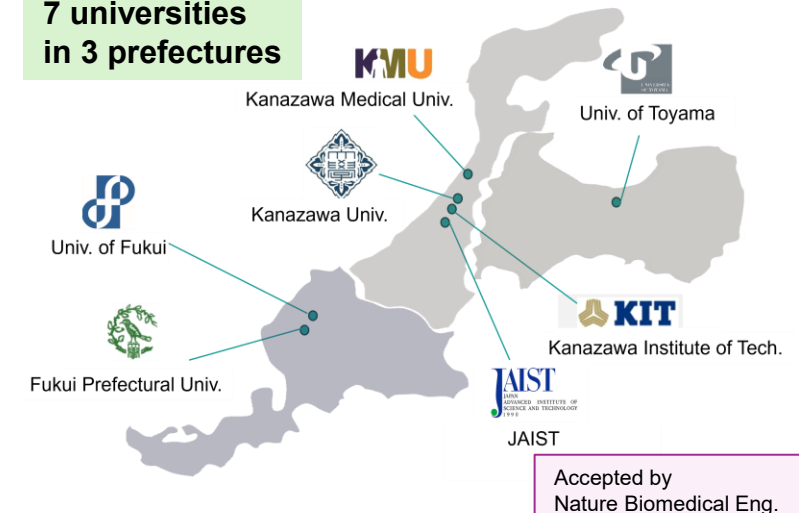 7 universities
in 3 prefectures
KMU
Kanazawa Medical Univ.
Univ. of Toyama
Kanazawa Univ.
Univ. of Fukui
KIT
Kanazawa Institute of Tech.
Fukui Prefectural Univ.
JAIST
JAPAN
ADVANCED INSTITUTE OF
SCIENCE AND TECHNOLOGY
1990
JAIST
Accepted by
Nature Biomedical Eng.